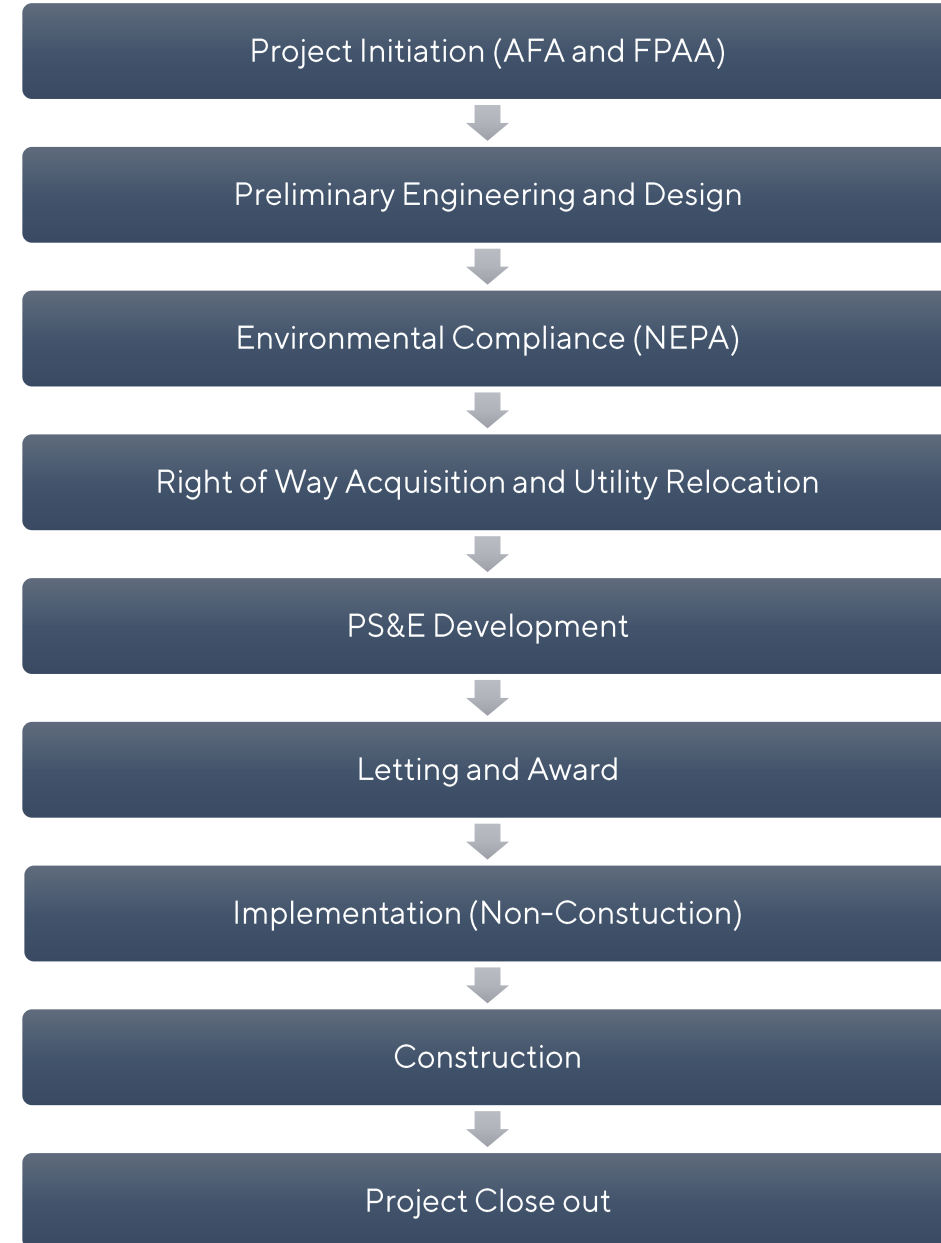 Project Initiation (AFA and FPAA)
Preliminary Engineering and Design
Environmental Compliance (NEPA)
Right of Way Acquisition and Utility Relocation
PS&E Development
Letting and Award
Implementation (Non-Constuction)
Construction
Project Close out